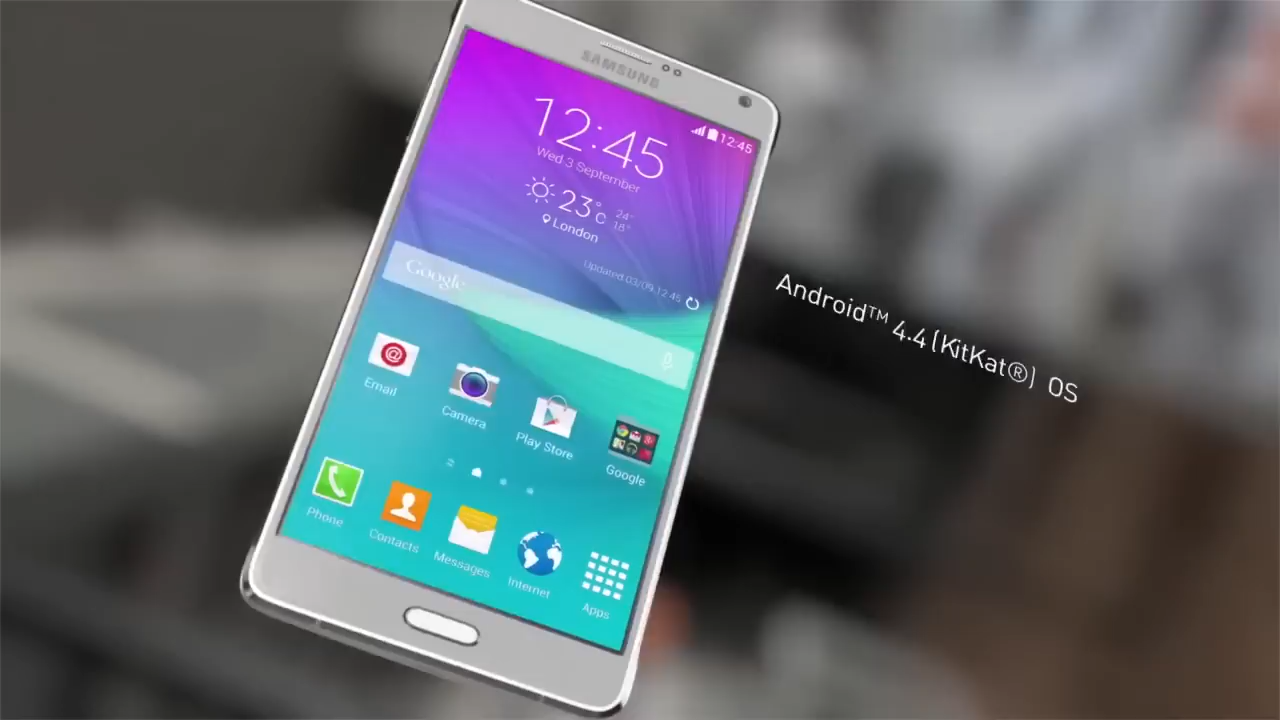 SAMSUNG
12:45
12:45
Wed 3 September
23°C
24°
18°
London
Updated 03/09 12:45
Google
Android™ 4.4 (KitKat®) OS
Email
Camera
Play Store
Google
Phone
Contacts
Messages
Internet
Apps